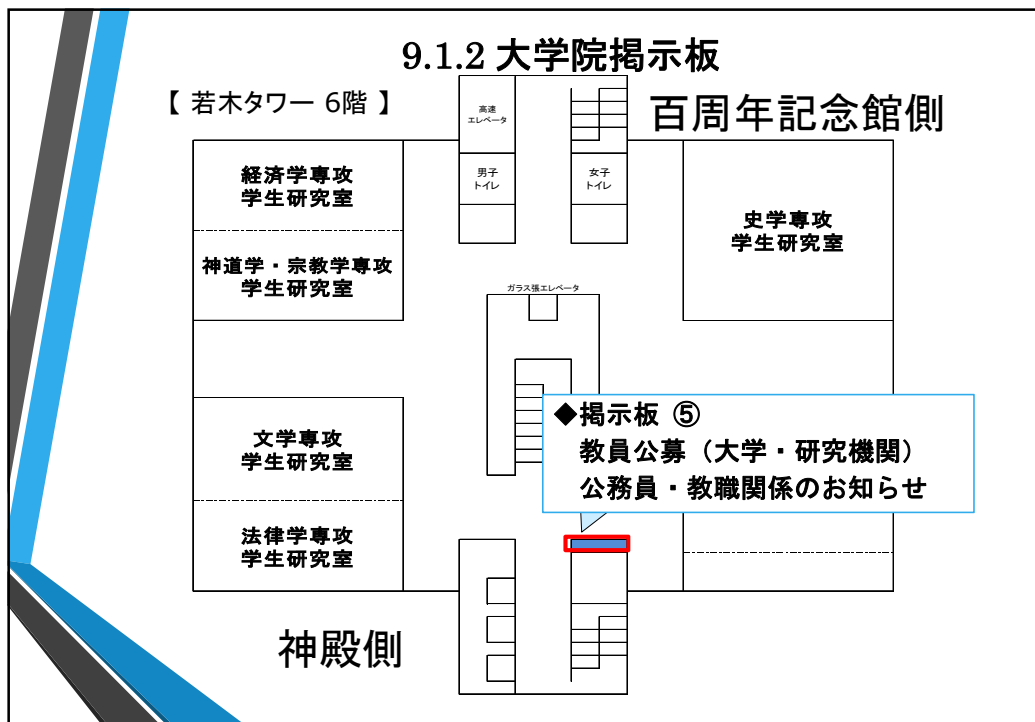 9.1.2 大学院掲示板
【 若木タワー 6階 】
百周年記念館側
高速
エレベータ
男子
トイレ
女子
トイレ
経済学専攻
学生研究室
神道学・宗教学専攻
学生研究室
史学専攻
学生研究室
ガラス張エレベータ
◆掲示板 ⑤
教員公募（大学・研究機関）
公務員・教職関係のお知らせ
文学専攻
学生研究室
法律学専攻
学生研究室
神殿側